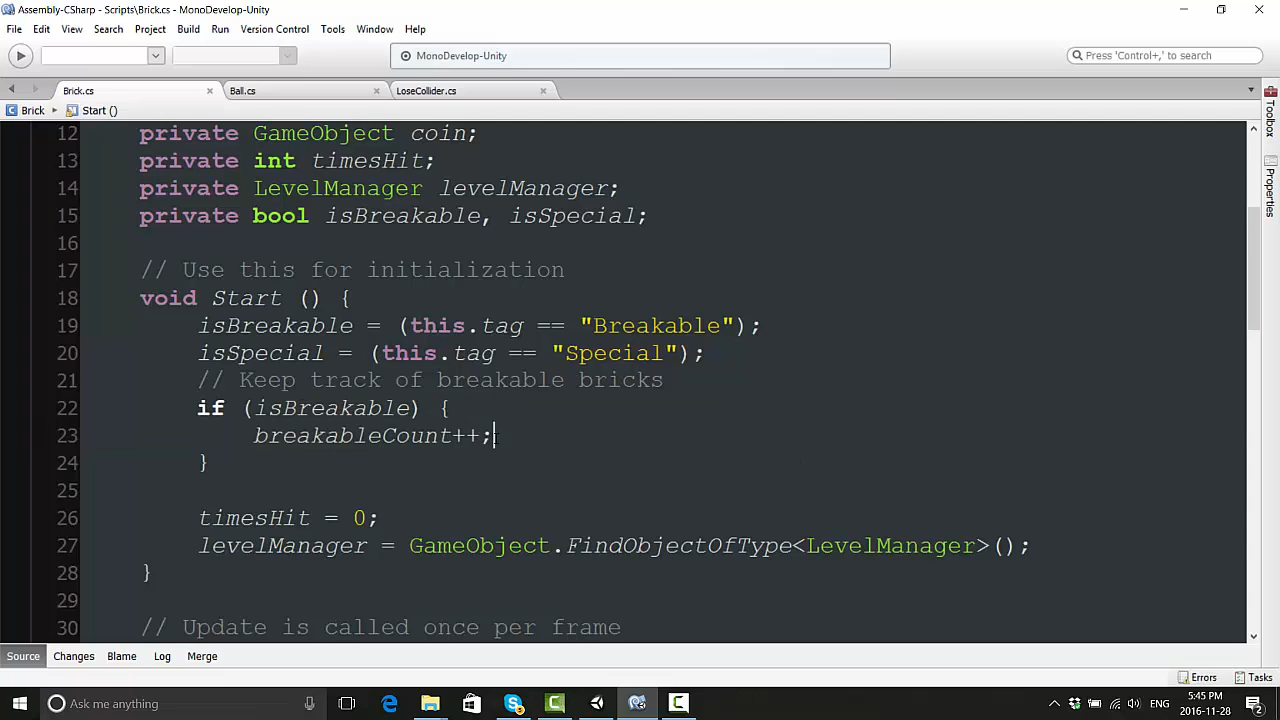 Assembly-CSharp - Scripts\Brick.cs - MonoDevelop-Unity
File Edit View Search Project Build Run Version Control Tools Window Help
MonoDevelop-Unity
Press 'Control+,' to search
Brick.cs Ball.cs LoseCollider.cs
Brick Start ()
12 private GameObject coin;
13 private int timesHit;
14 private LevelManager levelManager;
15 private bool isBreakable, isSpecial;
16
17 // Use this for initialization
18 void Start () {
19 isBreakable = (this.tag == "Breakable");
20 isSpecial = (this.tag == "Special");
21 // Keep track of breakable bricks
22 if (isBreakable) {
23 breakableCount++;
24 }
25
26 timesHit = 0;
27 levelManager = GameObject.FindObjectOfType<LevelManager>();
28 }
29
30 // Update is called once per frame
Toolbox
Properties
Source Changes Blame Log Merge
Errors Tasks
Ask me anything
ENG
5:45 PM
2016-11-28
2